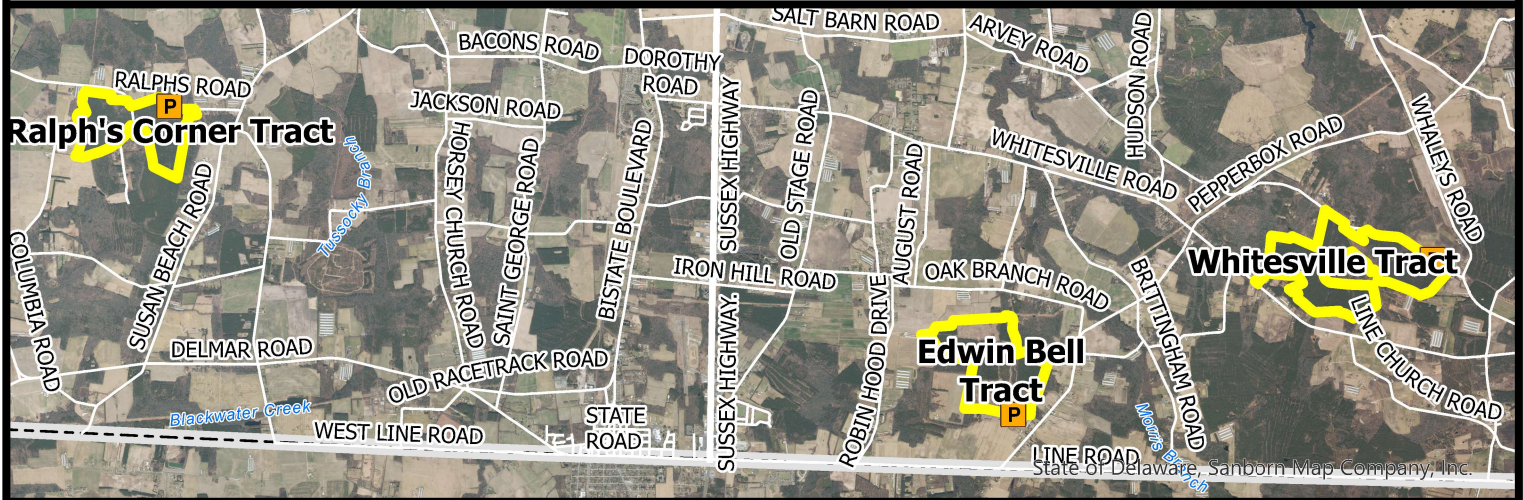 SALT BARN ROAD
ARVEY ROAD
HUDSON ROAD
BACONS ROAD
DOROTHY
ROAD
RALPHS ROAD
P
Ralph's Corner Tract
JACKSON ROAD
Tussocky Branch
HORSEY CHURCH ROAD
SAINT GEORGE ROAD
BISTATE BOULEVARD
SUSSEX HIGHWAY
OLD STAGE ROAD
AUGUST ROAD
WHITESVILLE ROAD
PEPPERBOX ROAD
WHALEYS ROAD
COLUMBIA ROAD
SUSAN BEACH ROAD
IRON HILL ROAD
OAK BRANCH ROAD
Whitesville Tract
BRITTINGHAM ROAD
LINE CHURCH ROAD
ROBIN HOOD DRIVE
DELMAR ROAD
OLD RACETRACK ROAD
Edwin Bell
Tract
P
SUSSEX HIGHWAY
Blackwater Creek
WEST LINE ROAD
STATE
ROAD
LINE ROAD
Morris Branch
State of Delaware, Sanborn Map Company, Inc.